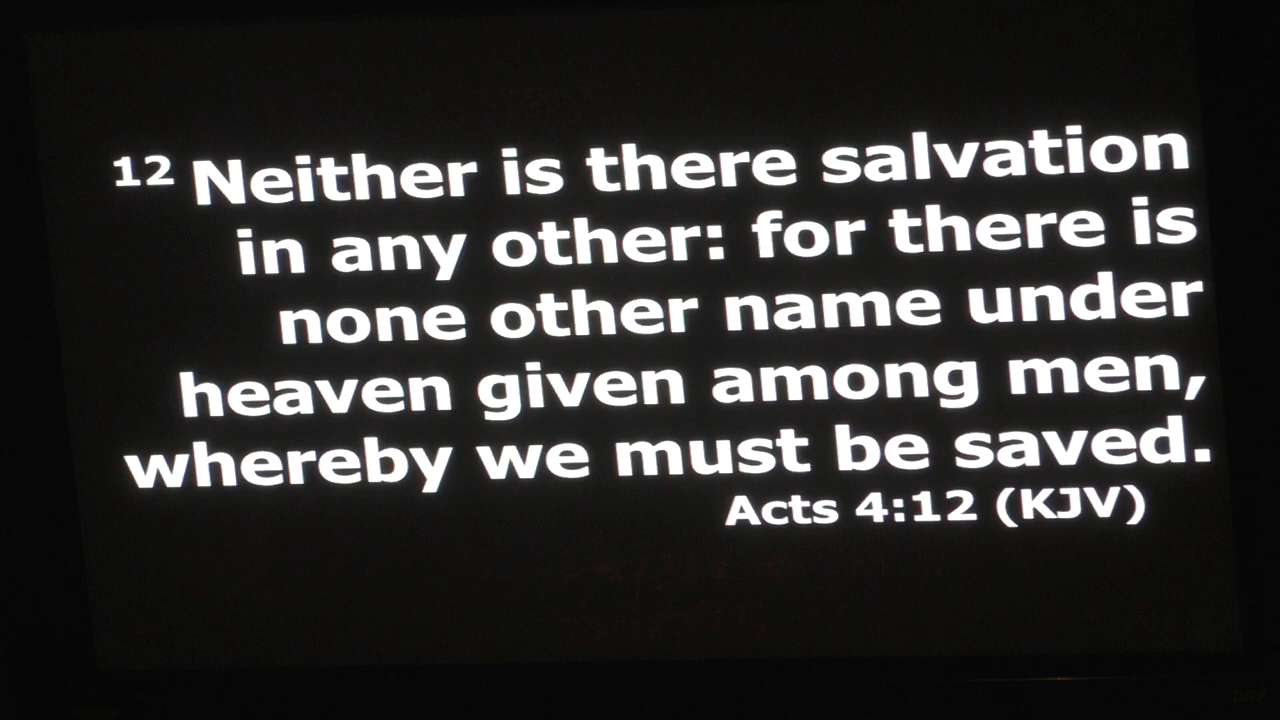 12 Neither is there salvation
in any other: for there is
none other name under
heaven given among men,
whereby we must be saved.
Acts 4:12 (KJV)